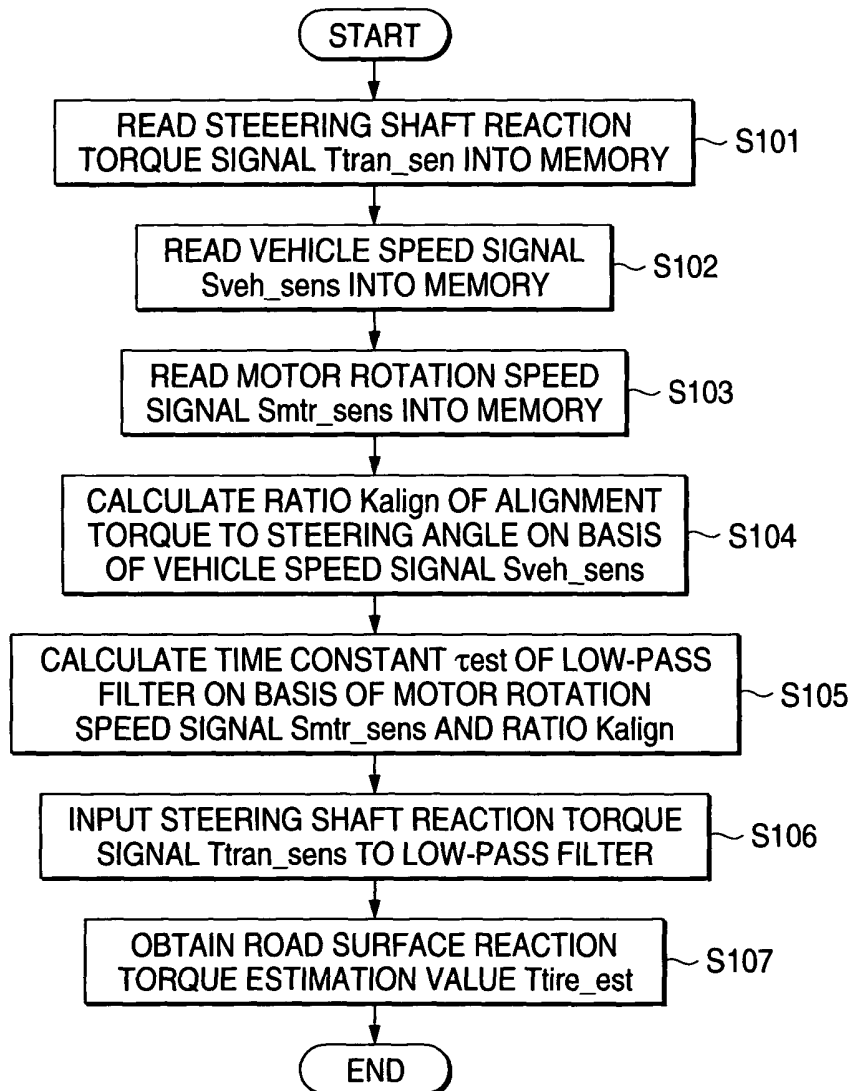 START
READ STEEERING SHAFT REACTION
TORQUE SIGNAL Ttran_sen INTO MEMORY
S101
READ VEHICLE SPEED SIGNAL
Sveh_sens INTO MEMORY
S102
READ MOTOR ROTATION SPEED
SIGNAL Smtr_sens INTO MEMORY
S103
CALCULATE RATIO Kalign OF ALIGNMENT
TORQUE TO STEERING ANGLE ON BASIS
OF VEHICLE SPEED SIGNAL Sveh_sens
S104
CALCULATE TIME CONSTANT τest OF LOW-PASS
FILTER ON BASIS OF MOTOR ROTATION
SPEED SIGNAL Smtr_sens AND RATIO Kalign
S105
INPUT STEERING SHAFT REACTION TORQUE
SIGNAL Ttran_sens TO LOW-PASS FILTER
S106
OBTAIN ROAD SURFACE REACTION
TORQUE ESTIMATION VALUE Ttire_est
S107
END